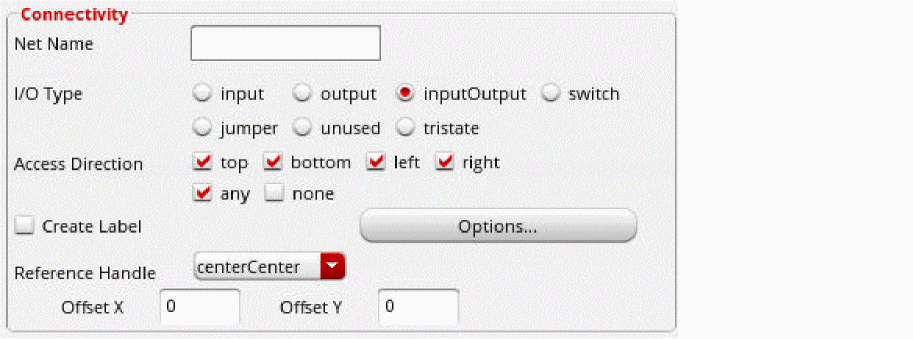 Connectivity
Net Name
I/O Type input output inputOutput switch
jumper unused tristate
Access Direction top bottom left right
any none
Create Label Options...
Reference Handle centerCenter
Offset X 0 Offset Y 0